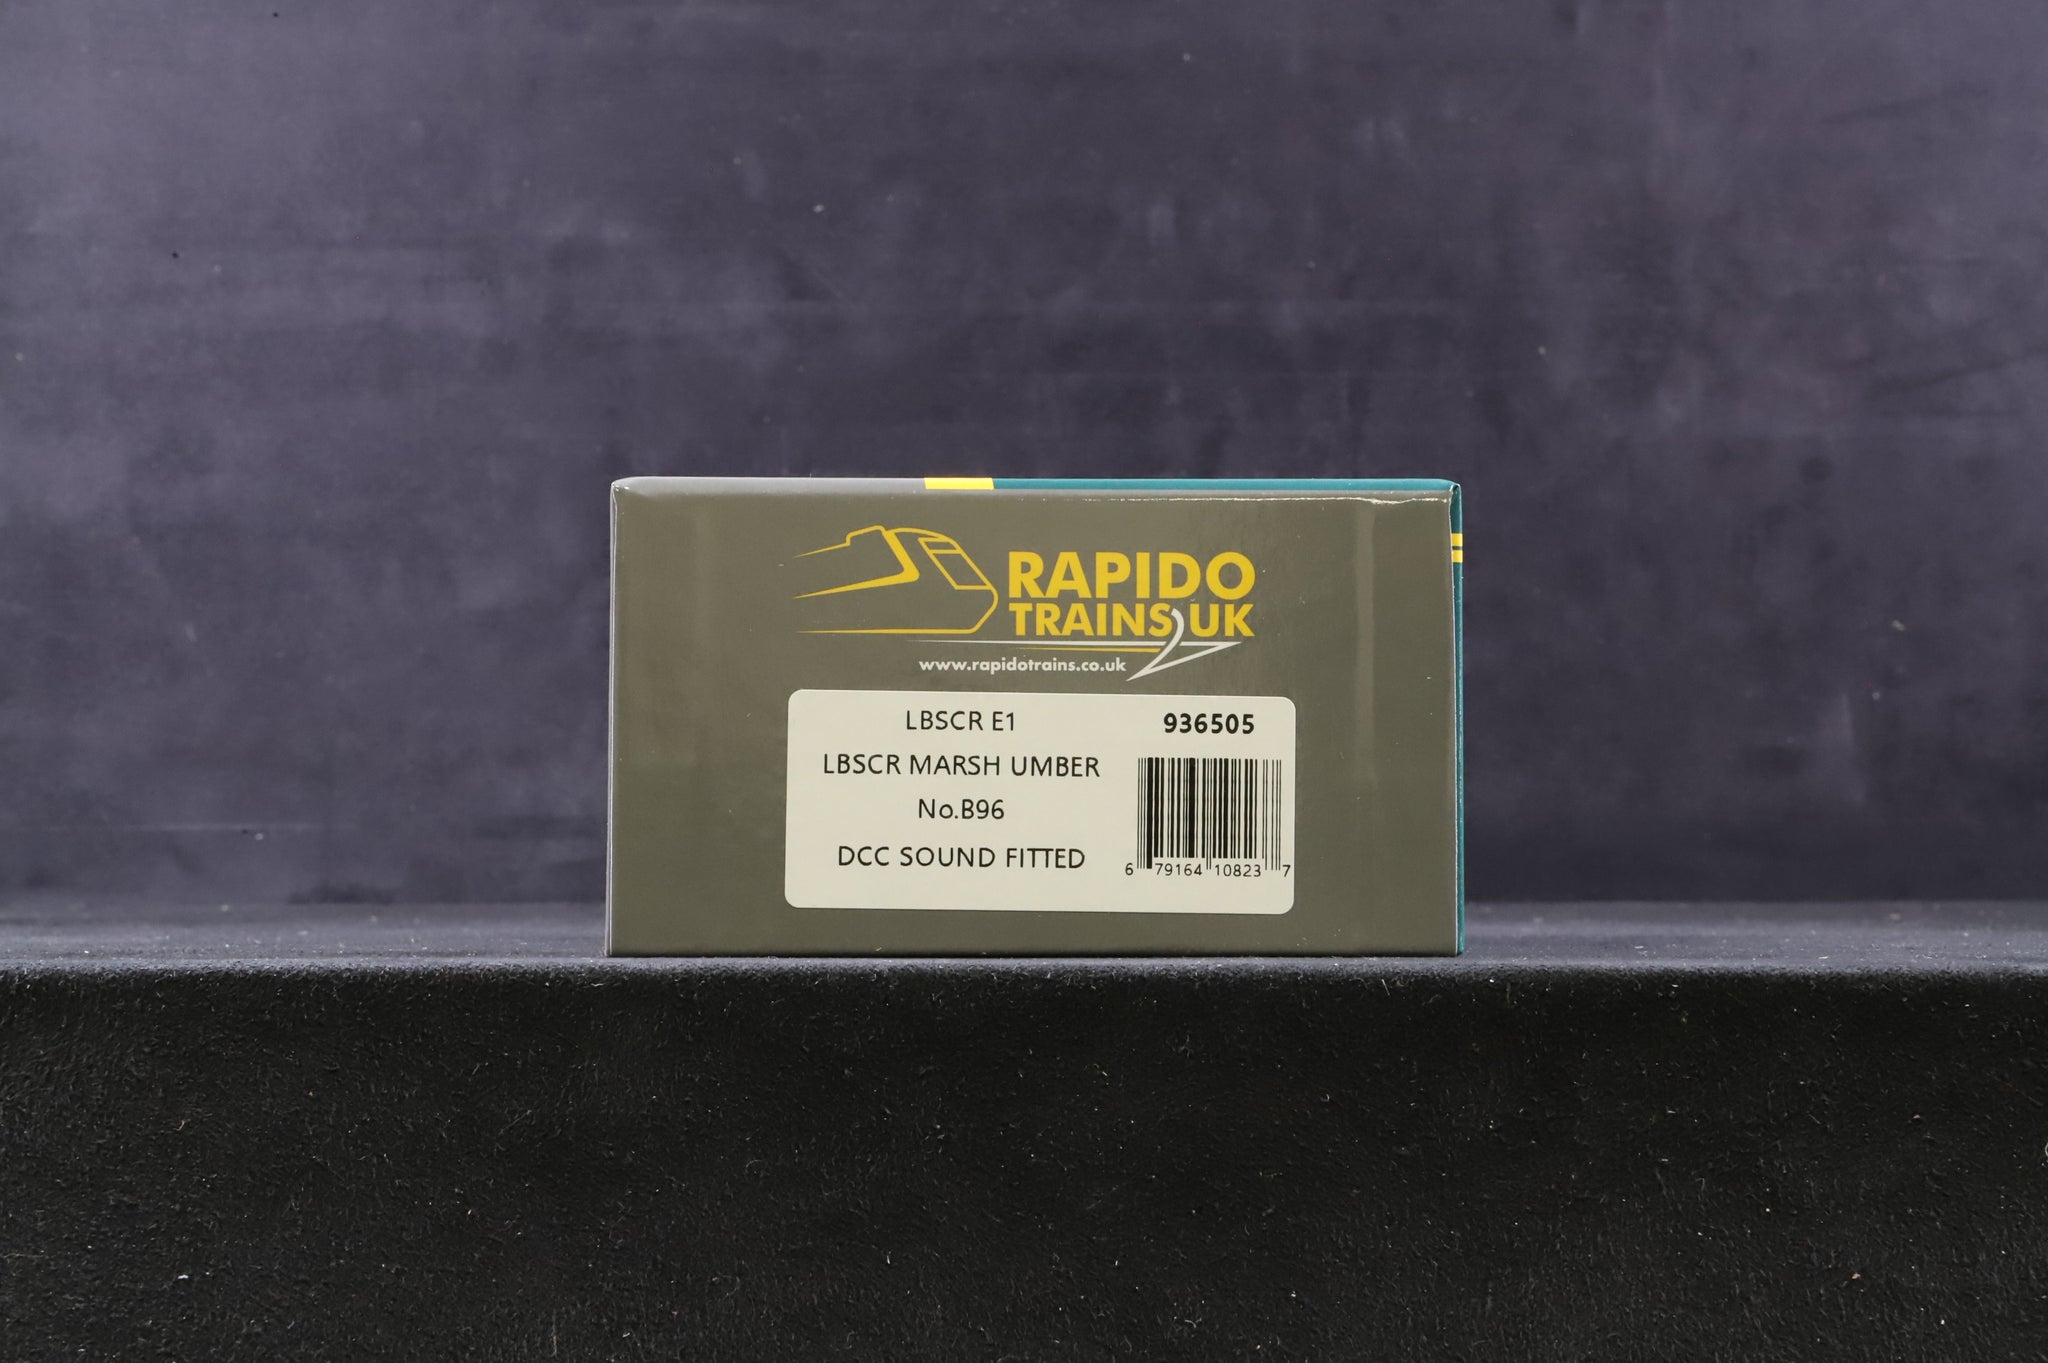 RAPIDO
TRAINS UK
www.rapidotrains.co.uk
LBSCR E1 936505
LBSCR MARSH UMBER
No.B96
DCC SOUND FITTED
6 79164 10823 7